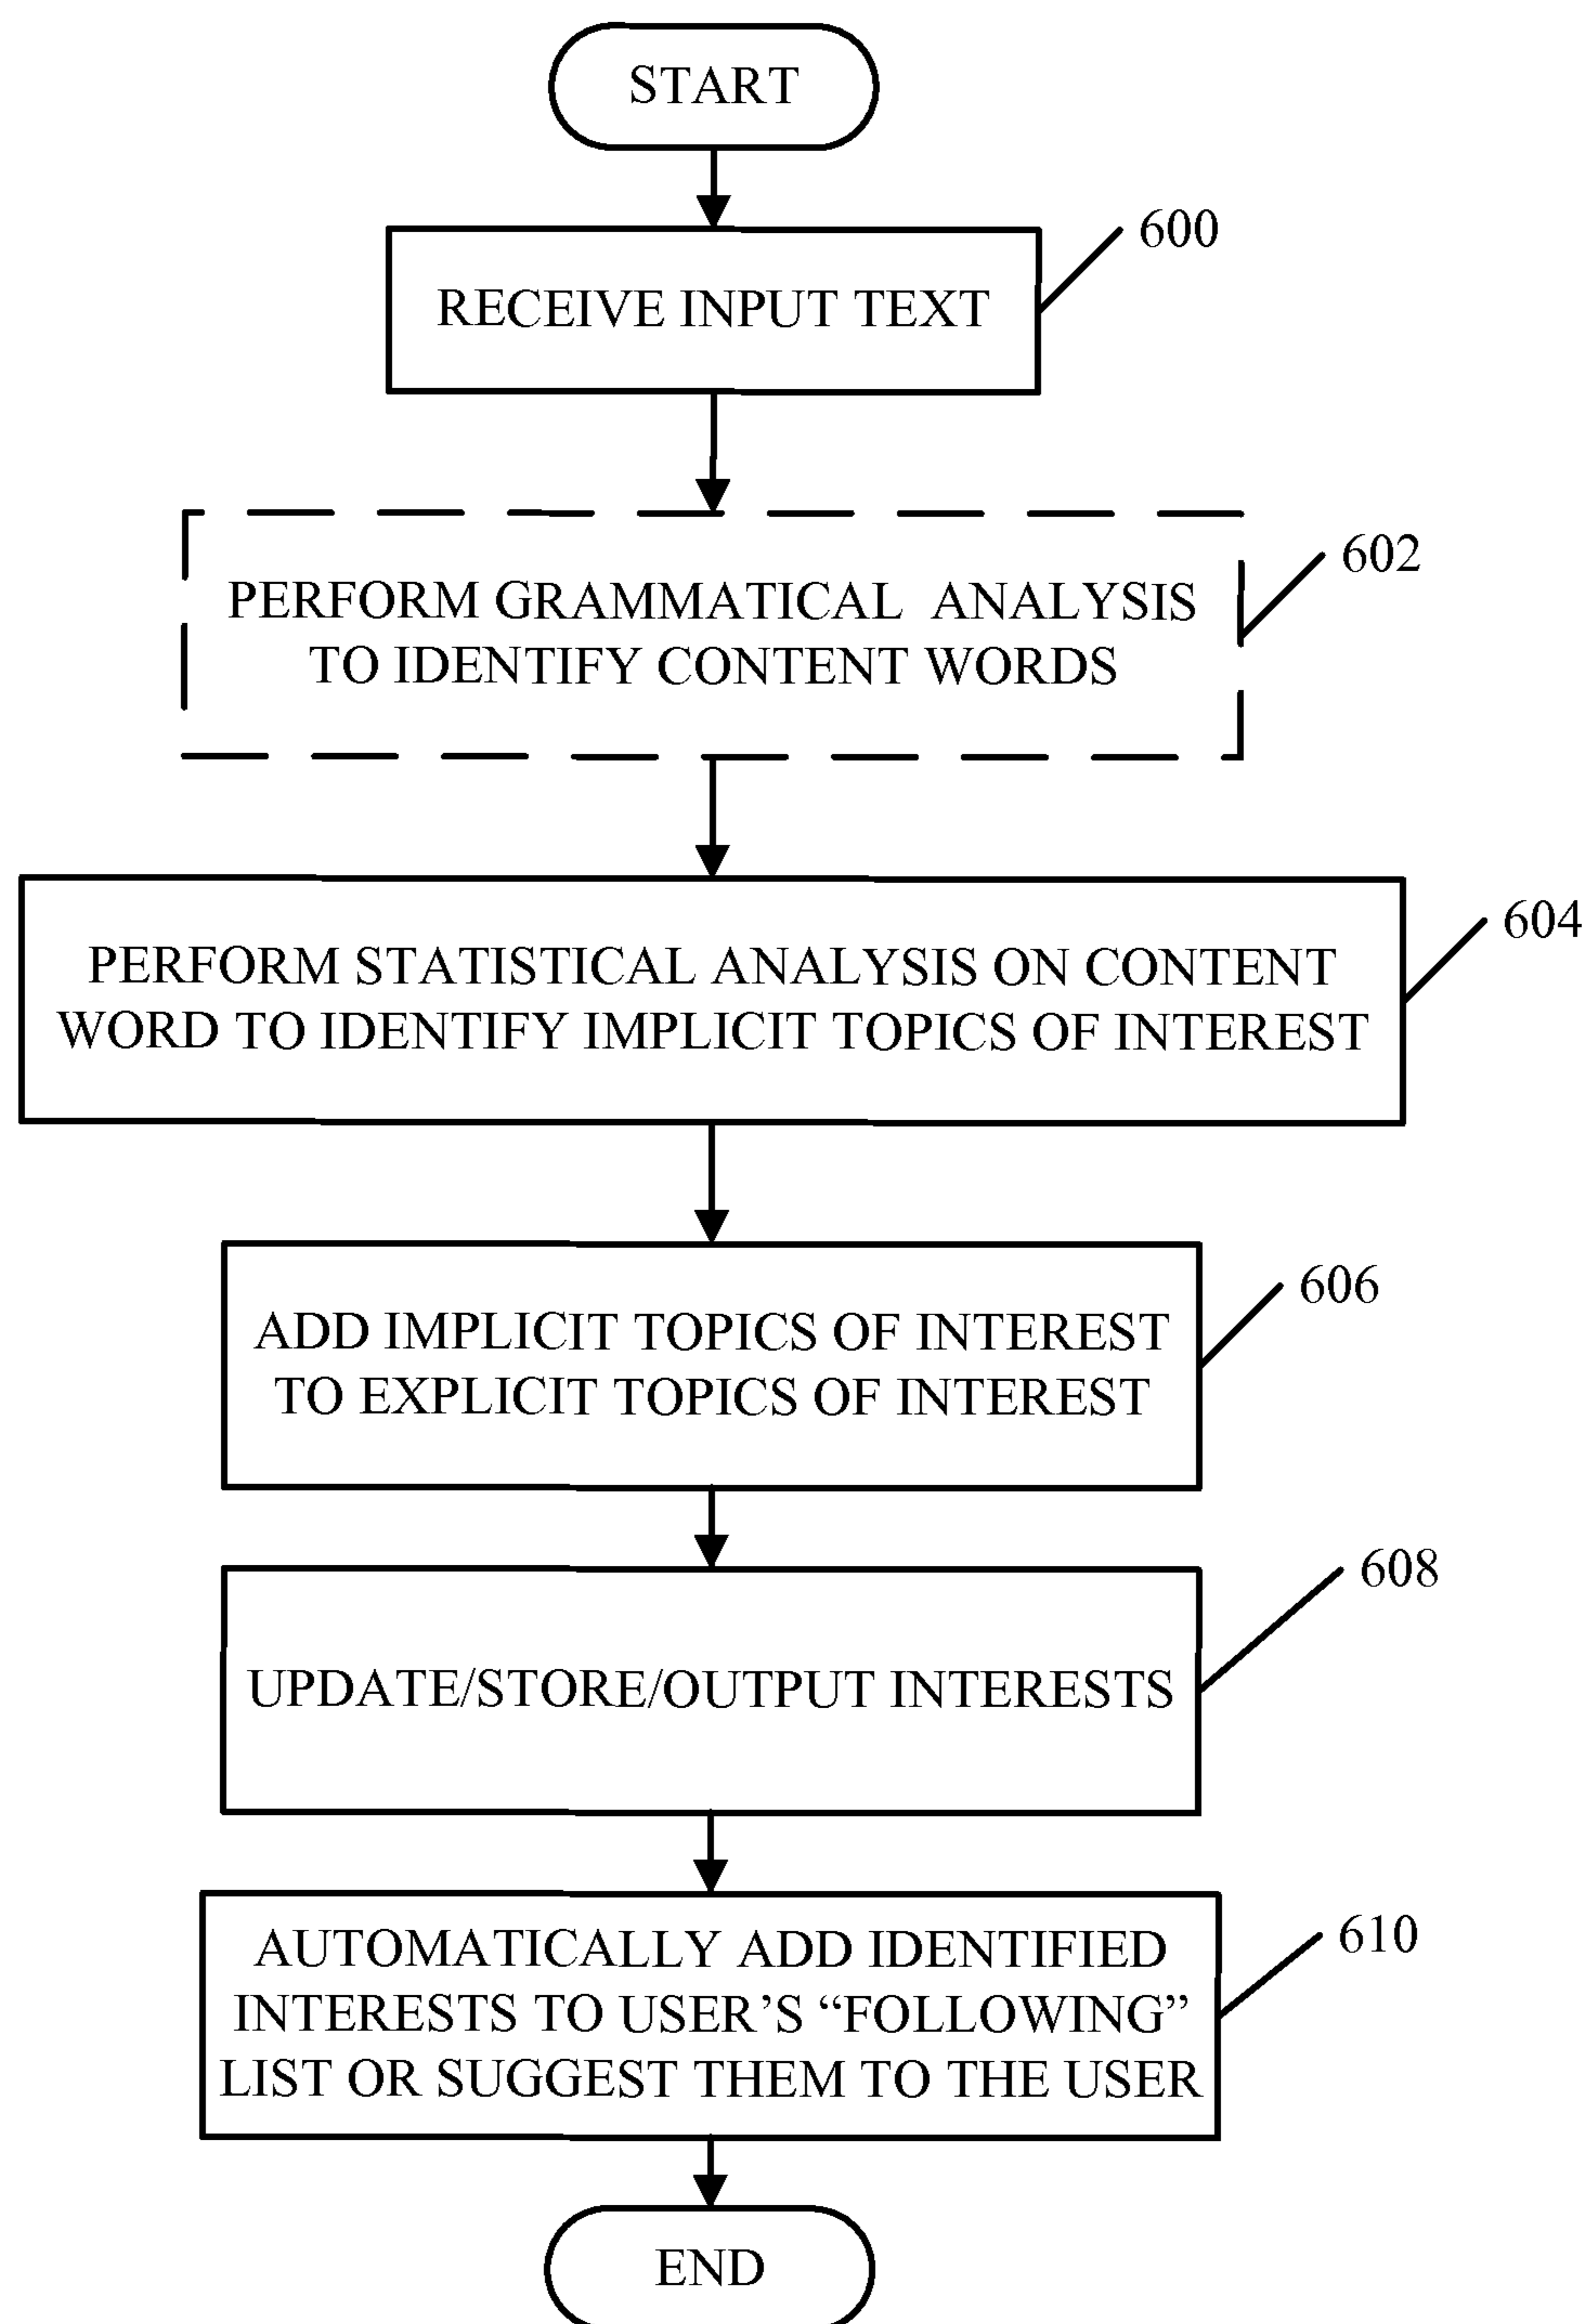 START
600
RECEIVE INPUT TEXT
602
PERFORM GRAMMATICAL ANALYSIS
TO IDENTIFY CONTENT WORDS
604
PERFORM STATISTICAL ANALYSIS ON CONTENT
WORD TO IDENTIFY IMPLICIT TOPICS OF INTEREST
606
ADD IMPLICIT TOPICS OF INTEREST
TO EXPLICIT TOPICS OF INTEREST
608
UPDATE/STORE/OUTPUT INTERESTS
610
AUTOMATICALLY ADD IDENTIFIED
INTERESTS TO USER’S “FOLLOWING”
LIST OR SUGGEST THEM TO THE USER
END